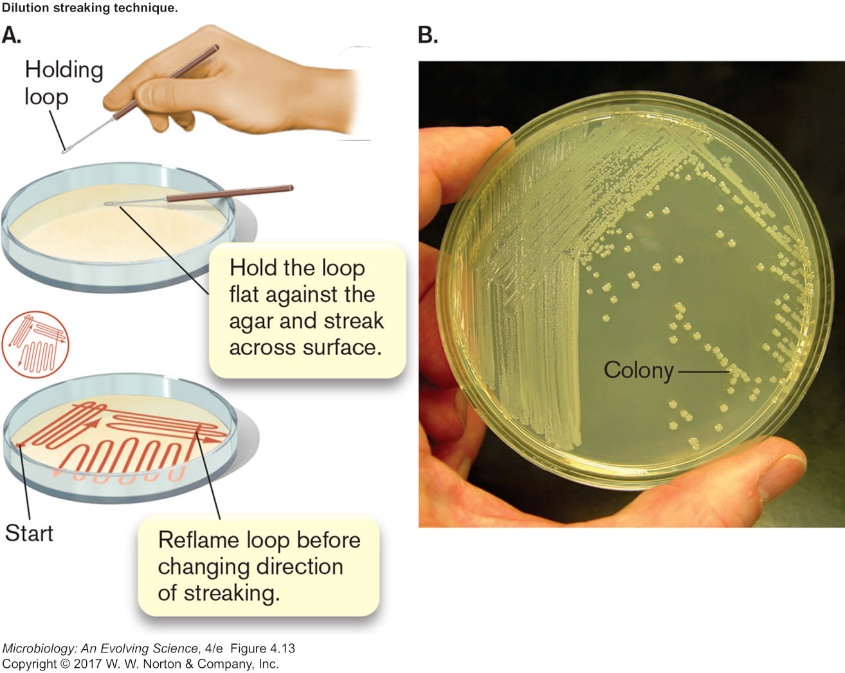 Dilution streaking technique.
A.
Holding
loop
Hold the loop
flat against the
agar and streak
across surface.
Start
Reflame loop before
changing direction
of streaking.
B.
Colony
Microbiology: An Evolving Science, 4/e Figure 4.13
Copyright © 2017 W. W. Norton & Company, Inc.